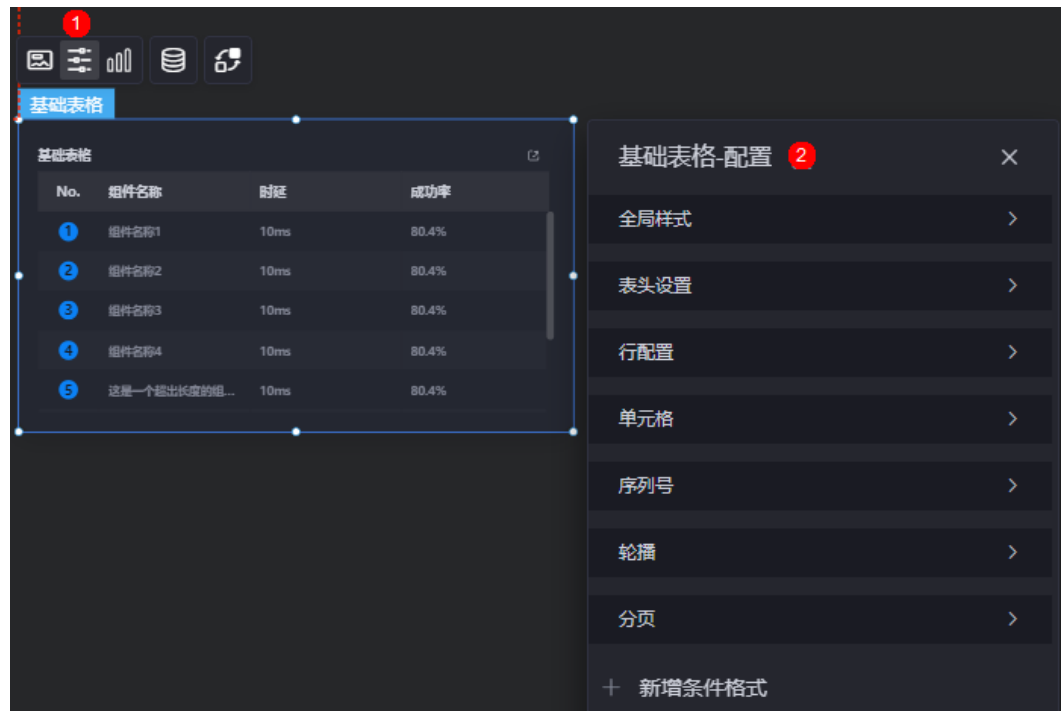 1
基础表格
基础表格
No. 组件名称 时延 成功率
1 组件名称1 10ms 80.4%
2 组件名称2 10ms 80.4%
3 组件名称3 10ms 80.4%
4 组件名称4 10ms 80.4%
5 这是一个超出长度的组... 10ms 80.4%
基础表格-配置 2
全局样式
表头设置
行配置
单元格
序列号
轮播
分页
新增条件格式